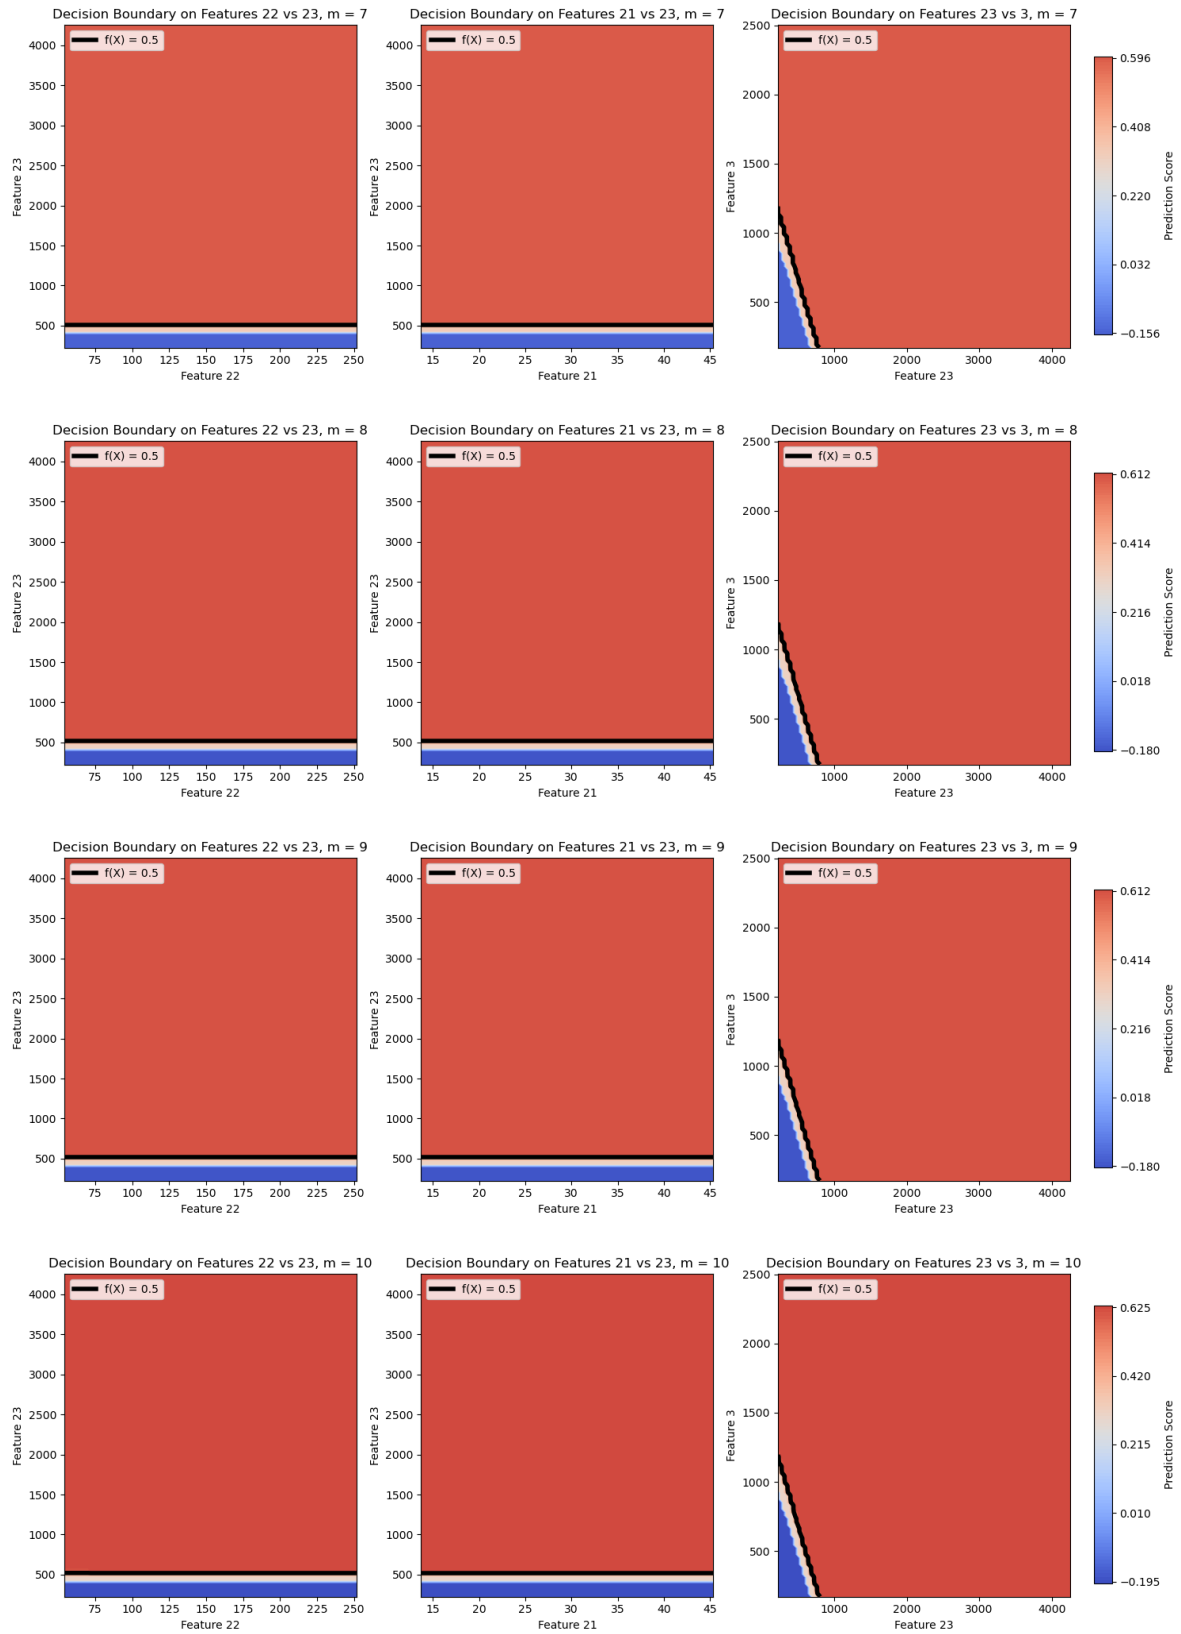 Decision Boundary on Features 22 vs 23, m = 7
f(X) = 0.5
4000
3500
3000
2500
2000
1500
1000
500
Feature 23
75 100 125 150 175 200 225 250
Feature 22
Decision Boundary on Features 21 vs 23, m = 7
f(X) = 0.5
4000
3500
3000
2500
2000
1500
1000
500
Feature 23
15 20 25 30 35 40 45
Feature 21
Decision Boundary on Features 23 vs 3, m = 7
f(X) = 0.5
2500
2000
1500
1000
500
Feature 3
1000 2000 3000 4000
Feature 23
0.596
0.408
0.220
0.032
−0.156
Prediction Score
Decision Boundary on Features 22 vs 23, m = 8
f(X) = 0.5
4000
3500
3000
2500
2000
1500
1000
500
Feature 23
75 100 125 150 175 200 225 250
Feature 22
Decision Boundary on Features 21 vs 23, m = 8
f(X) = 0.5
4000
3500
3000
2500
2000
1500
1000
500
Feature 23
15 20 25 30 35 40 45
Feature 21
Decision Boundary on Features 23 vs 3, m = 8
f(X) = 0.5
2500
2000
1500
1000
500
Feature 3
1000 2000 3000 4000
Feature 23
0.612
0.414
0.216
0.018
−0.180
Prediction Score
Decision Boundary on Features 22 vs 23, m = 9
f(X) = 0.5
4000
3500
3000
2500
2000
1500
1000
500
Feature 23
75 100 125 150 175 200 225 250
Feature 22
Decision Boundary on Features 21 vs 23, m = 9
f(X) = 0.5
4000
3500
3000
2500
2000
1500
1000
500
Feature 23
15 20 25 30 35 40 45
Feature 21
Decision Boundary on Features 23 vs 3, m = 9
f(X) = 0.5
2500
2000
1500
1000
500
Feature 3
1000 2000 3000 4000
Feature 23
0.612
0.414
0.216
0.018
−0.180
Prediction Score
Decision Boundary on Features 22 vs 23, m = 10
f(X) = 0.5
4000
3500
3000
2500
2000
1500
1000
500
Feature 23
75 100 125 150 175 200 225 250
Feature 22
Decision Boundary on Features 21 vs 23, m = 10
f(X) = 0.5
4000
3500
3000
2500
2000
1500
1000
500
Feature 23
15 20 25 30 35 40 45
Feature 21
Decision Boundary on Features 23 vs 3, m = 10
f(X) = 0.5
2500
2000
1500
1000
500
Feature 3
1000 2000 3000 4000
Feature 23
0.625
0.420
0.215
0.010
−0.195
Prediction Score